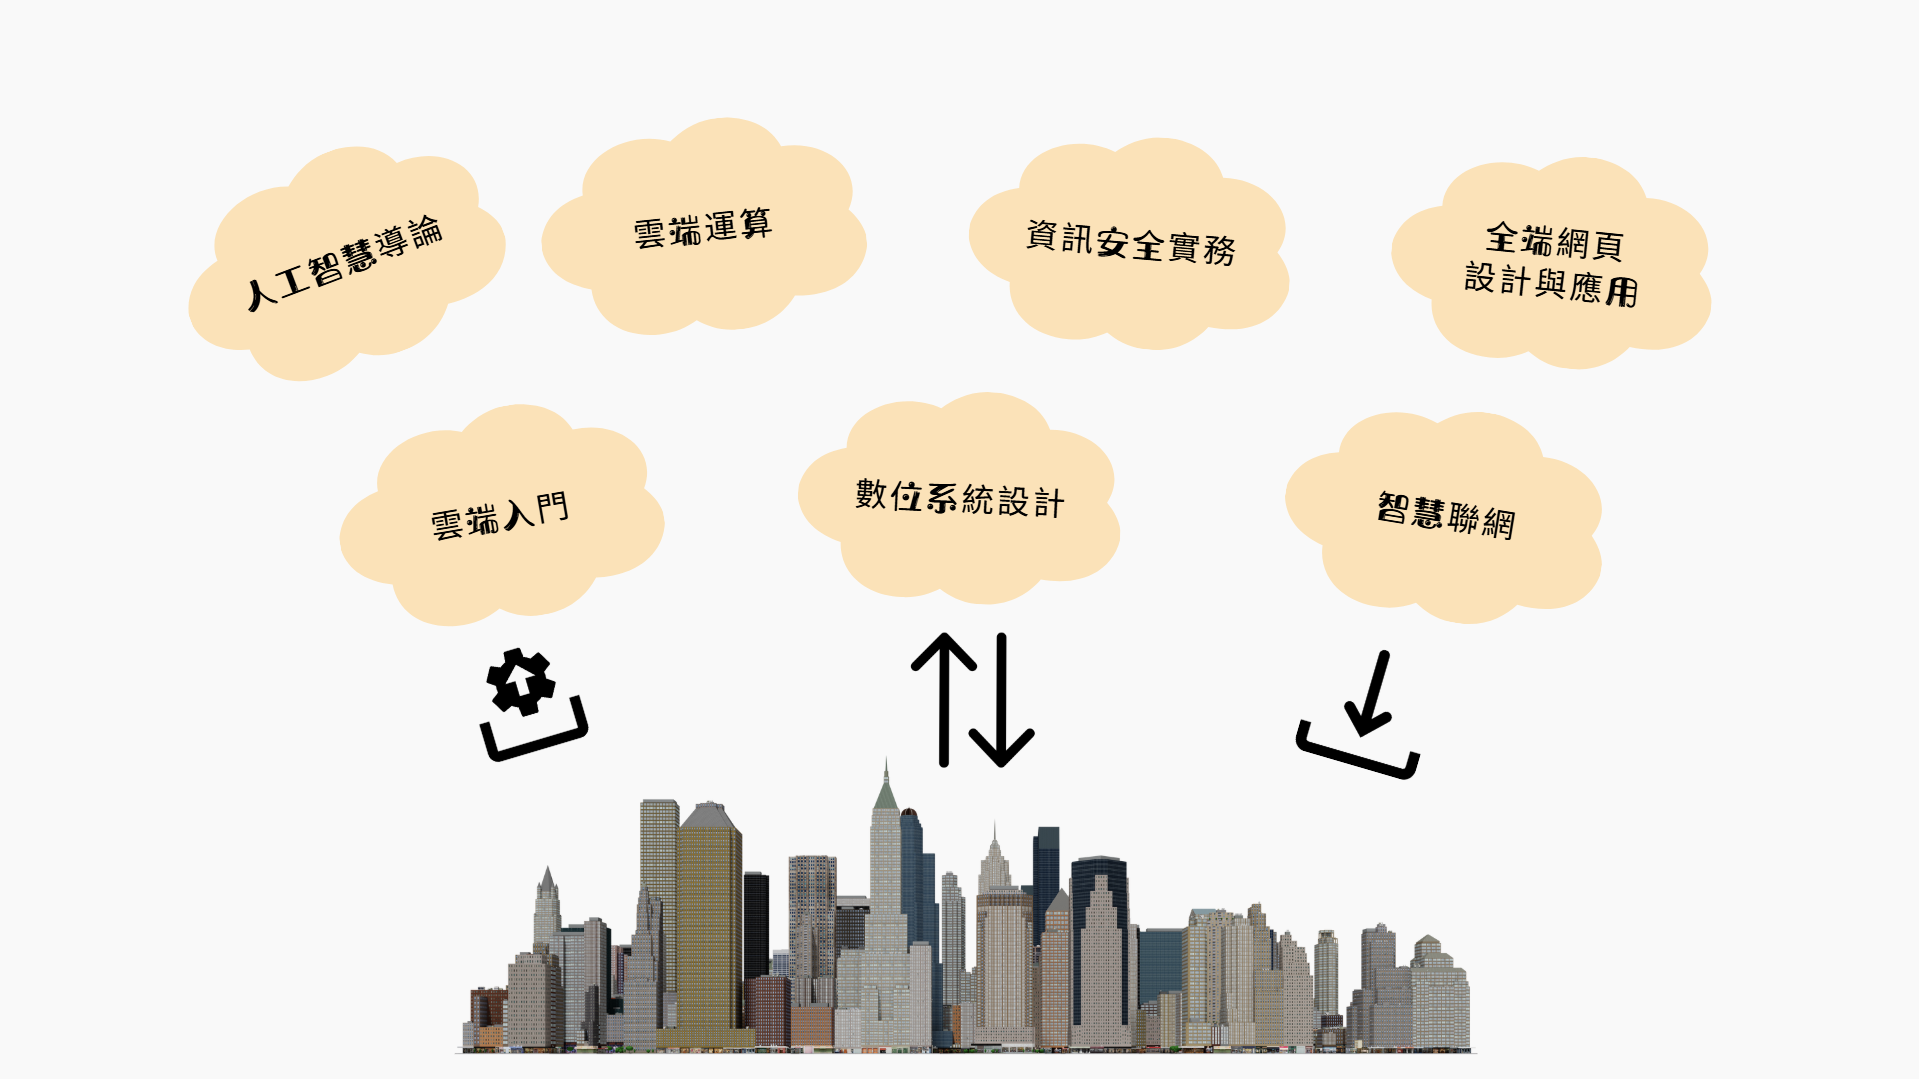 人工智慧導論
雲端運算
資訊安全實務
全端網頁
設計與應用
雲端入門
數位系統設計
智慧聯網